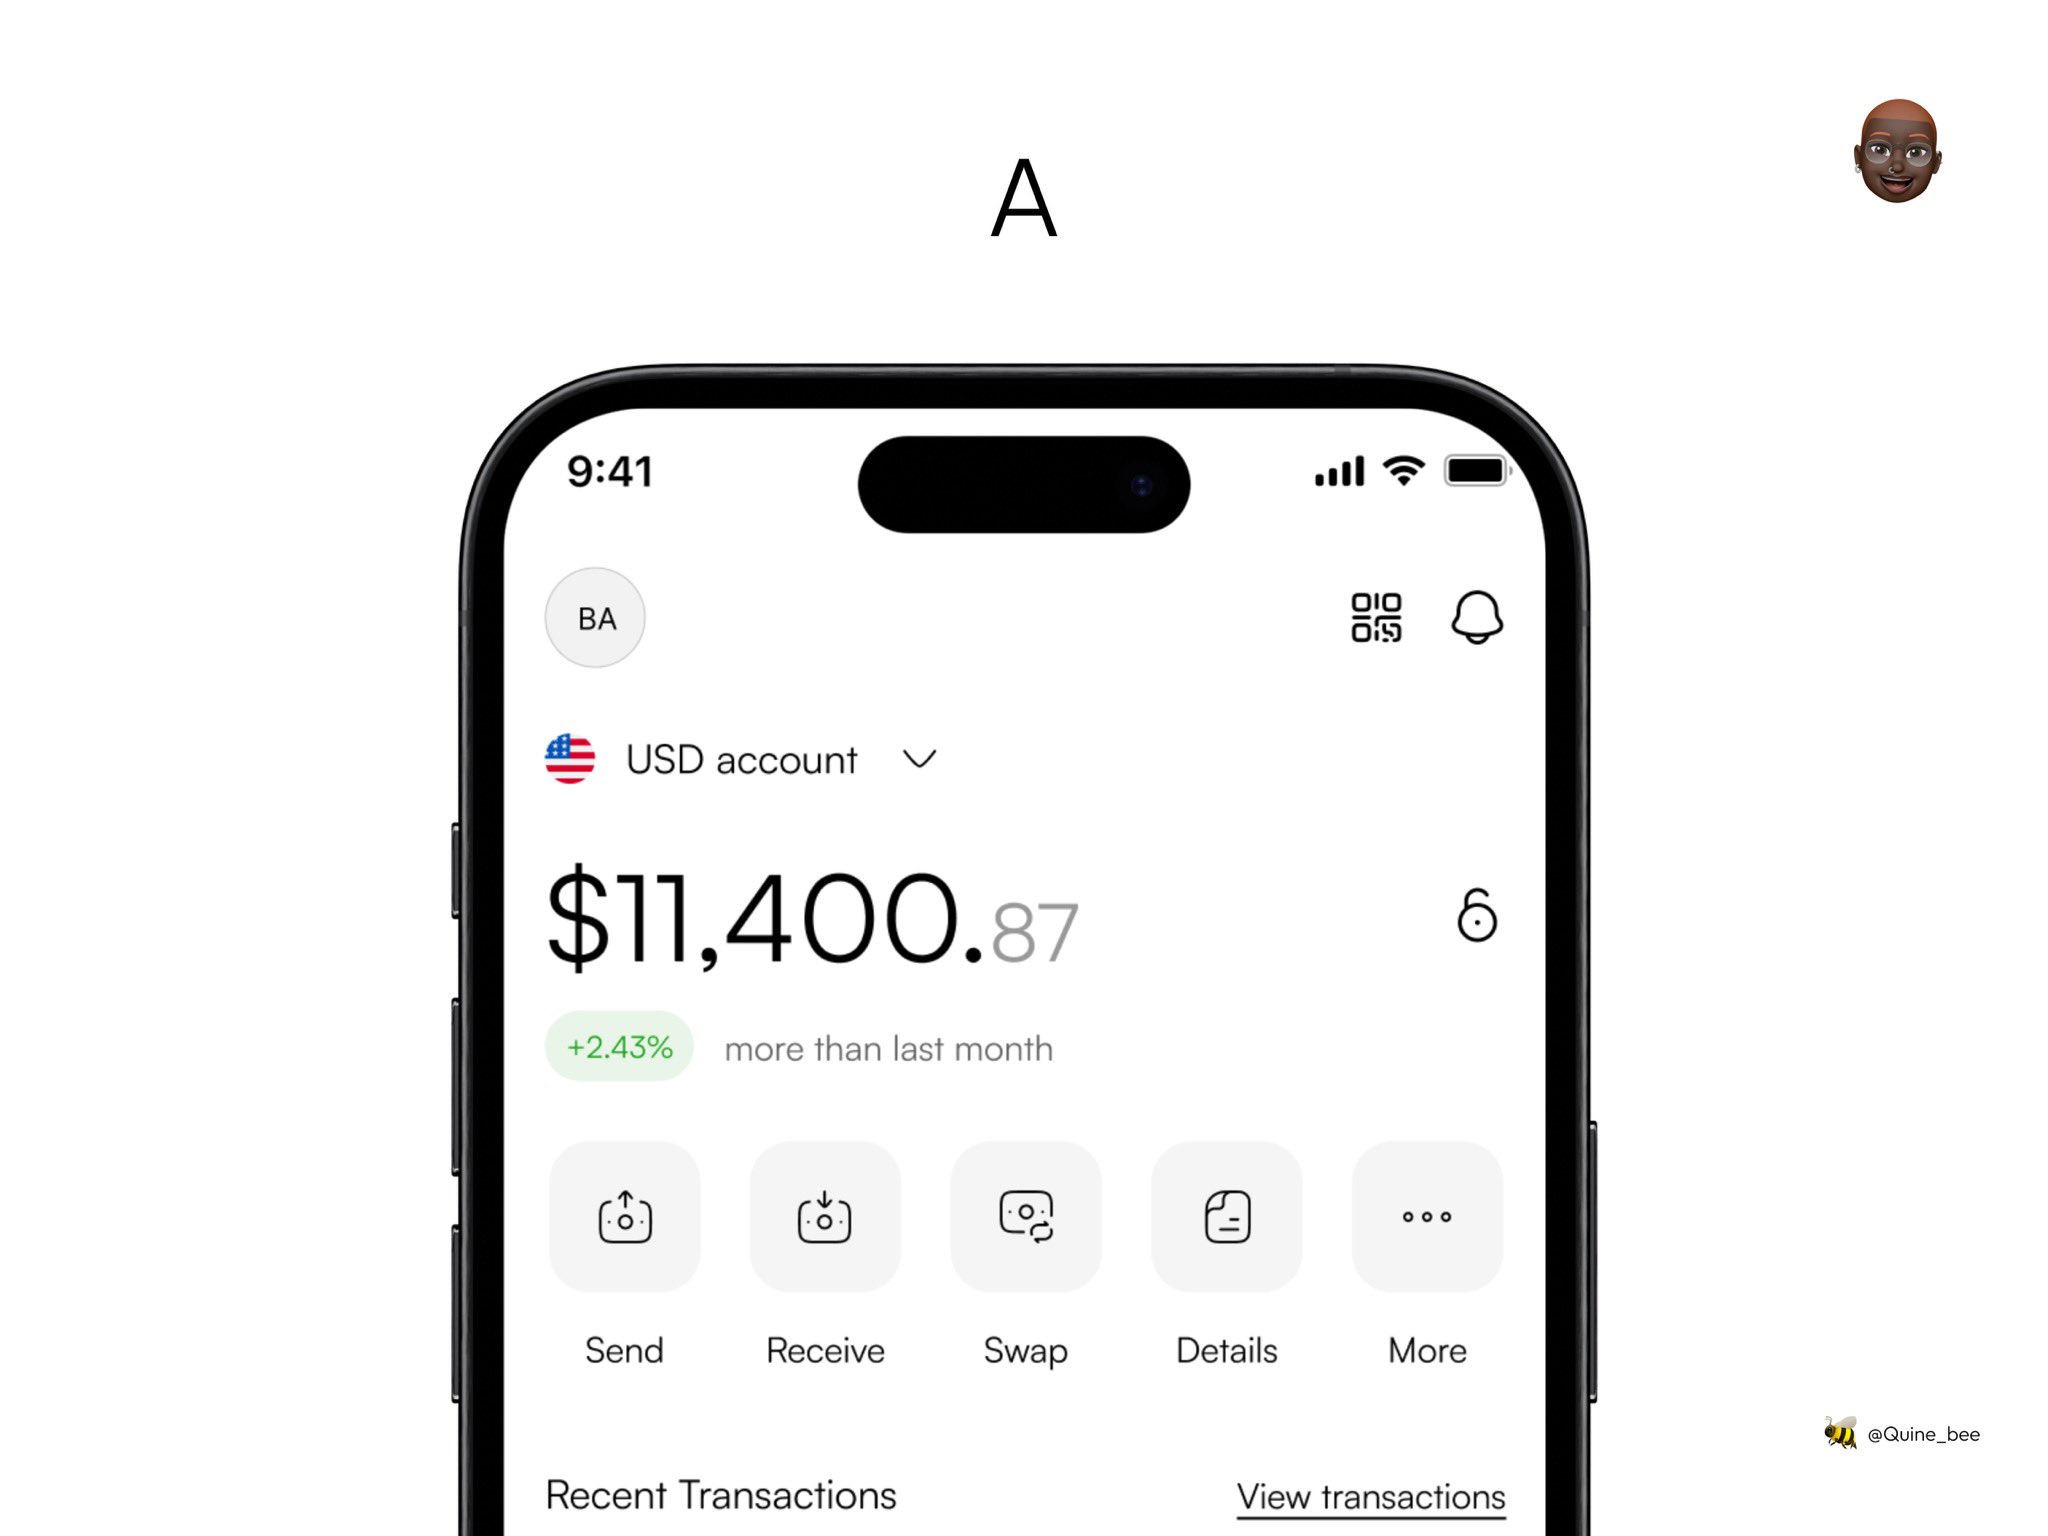 A
9:41
BA
USD account
$11,400.87
+2.43% more than last month
Send Receive Swap Details More
@Quine_bee
Recent Transactions View transactions